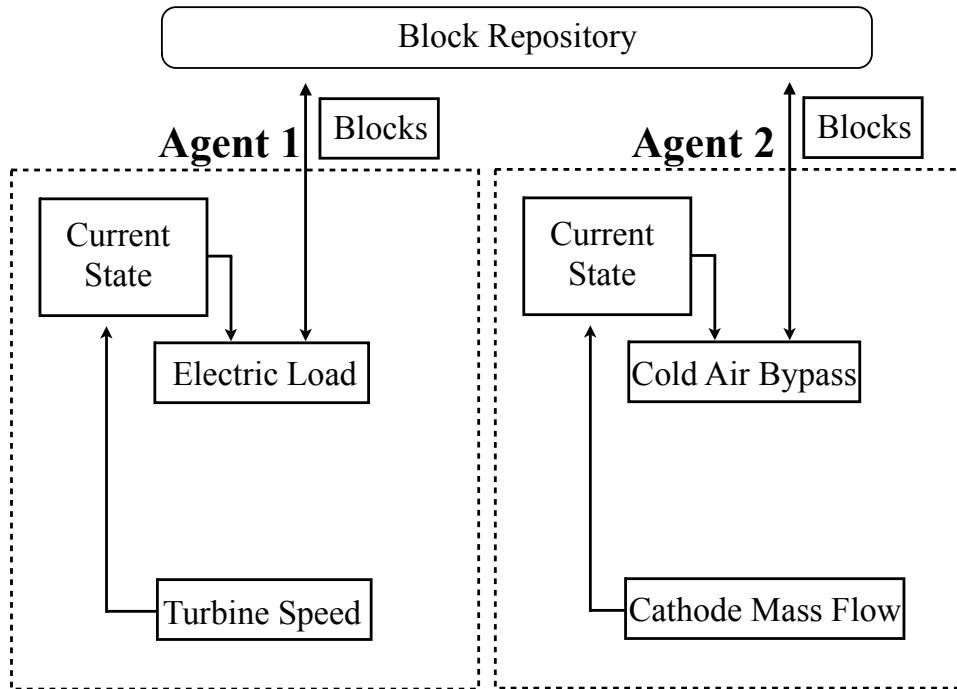 Block Repository
Blocks
Blocks
Agent 1
Agent 2
Current
State
Current
State
Electric Load
Cold Air Bypass
Turbine Speed
Cathode Mass Flow